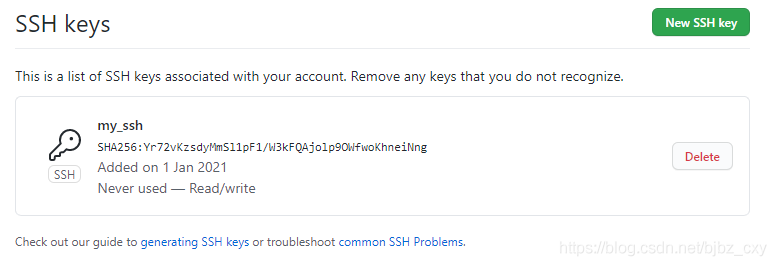 SSH keys
New SSH key
This is a list of SSH keys associated with your account. Remove any keys that you do not recognize.
my_ssh
SHA256:Yr72vKzsdyMmSl1pF1/W3kFQAjolp9OWfwoKhneiNng
Added on 1 Jan 2021
Never used — Read/write
SSH
Delete
Check out our guide to generating SSH keys or troubleshoot common SSH Problems.
https://blog.csdn.net/bjbz_cxy